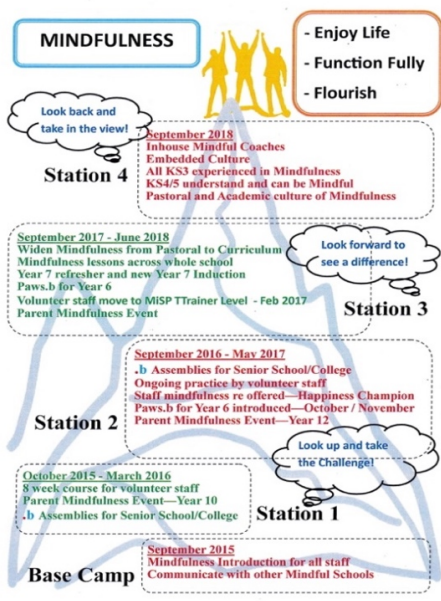 MINDFULNESS
- Enjoy Life
- Function Fully
- Flourish
Look back and
take in the view!
Station 4
September 2018
Inhouse Mindful Coaches
Embedded Culture
All KS3 experienced in Mindfulness
KS4/5 understand and can be Mindful
Pastoral and Academic culture of Mindfulness
September 2017 - June 2018
Widen Mindfulness from Pastoral to Curriculum
Mindfulness lessons across whole school
Year 7 refresher and new Year 7 Induction
Paws.b for Year 6
Volunteer staff move to MiSP TTrainer Level - Feb 2017
Parent Mindfulness Event
Look forward to
see a difference!
Station 3
September 2016 - May 2017
.b Assemblies for Senior School/College
Ongoing practice by volunteer staff
Staff mindfulness re offered—Happiness Champion
Paws.b for Year 6 introduced—October / November
Parent Mindfulness Event—Year 12
Station 2
Look up and take
the Challenge!
October 2015 - March 2016
8 week course for volunteer staff
Parent Mindfulness Event—Year 10
.b Assemblies for Senior School/College
Station 1
September 2015
Mindfulness Introduction for all staff
Communicate with other Mindful Schools
Base Camp